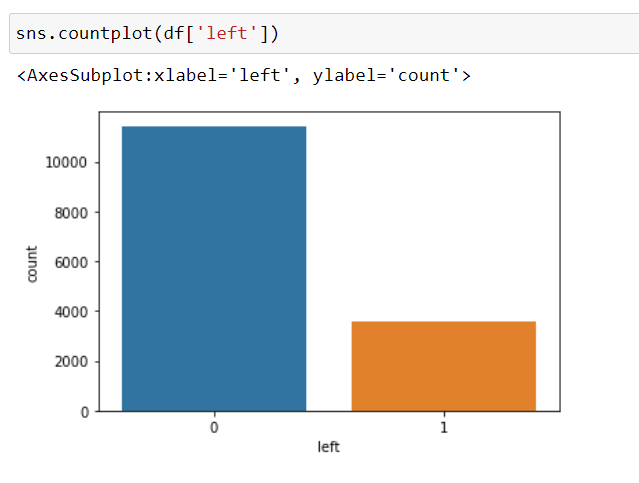 sns.countplot(df['left'])
<AxesSubplot:xlabel='left', ylabel='count'>
10000
8000
6000
4000
2000
0
count
0 1
left